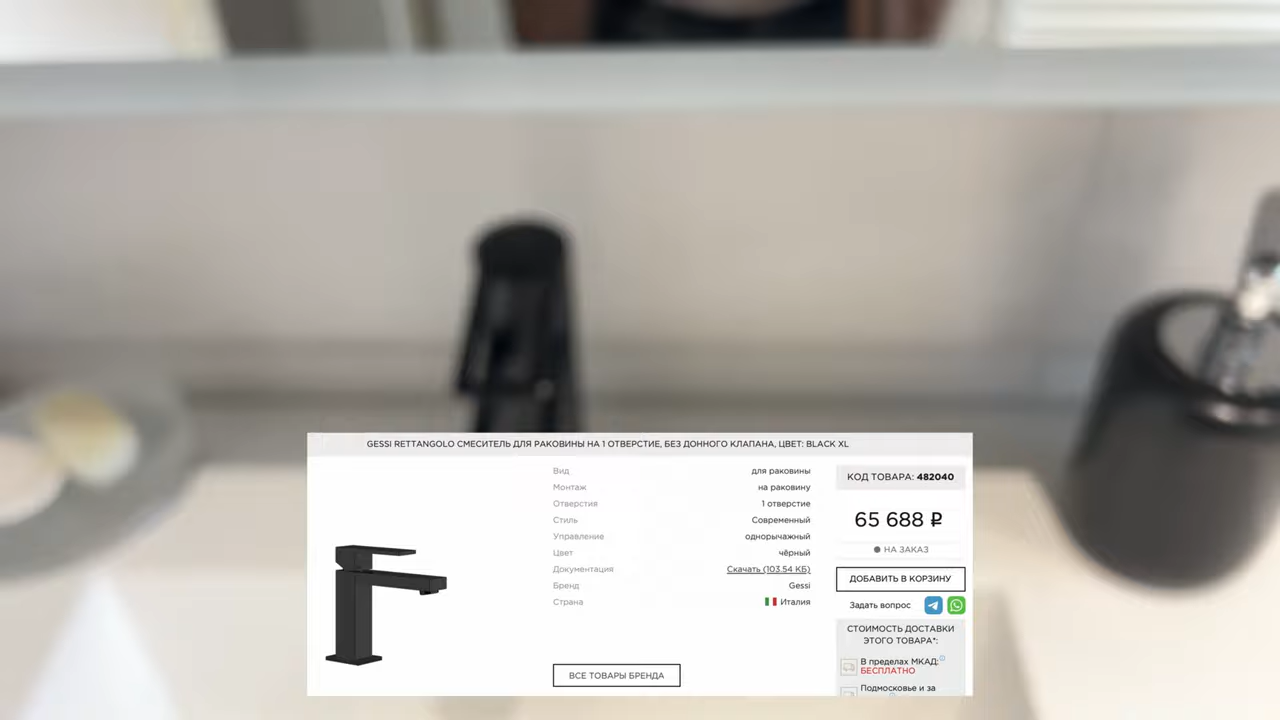 GESSI RETTANGOLO СМЕСИТЕЛЬ ДЛЯ РАКОВИНЫ НА 1 ОТВЕРСТИЕ, БЕЗ ДОННОГО КЛАПАНА, ЦВЕТ: BLACK XL
Вид для раковины
Монтаж на раковину
Отверстия 1 отверстие
Стиль Современный
Управление однорычажный
Цвет чёрный
Документация Скачать (103.54 КБ)
Бренд Gessi
Страна Италия
ВСЕ ТОВАРЫ БРЕНДА
КОД ТОВАРА: 482040
65 688 ₽
НА ЗАКАЗ
ДОБАВИТЬ В КОРЗИНУ
Задать вопрос
СТОИМОСТЬ ДОСТАВКИ
ЭТОГО ТОВАРА*:
В пределах МКАД:
БЕСПЛАТНО
Подмосковье и за